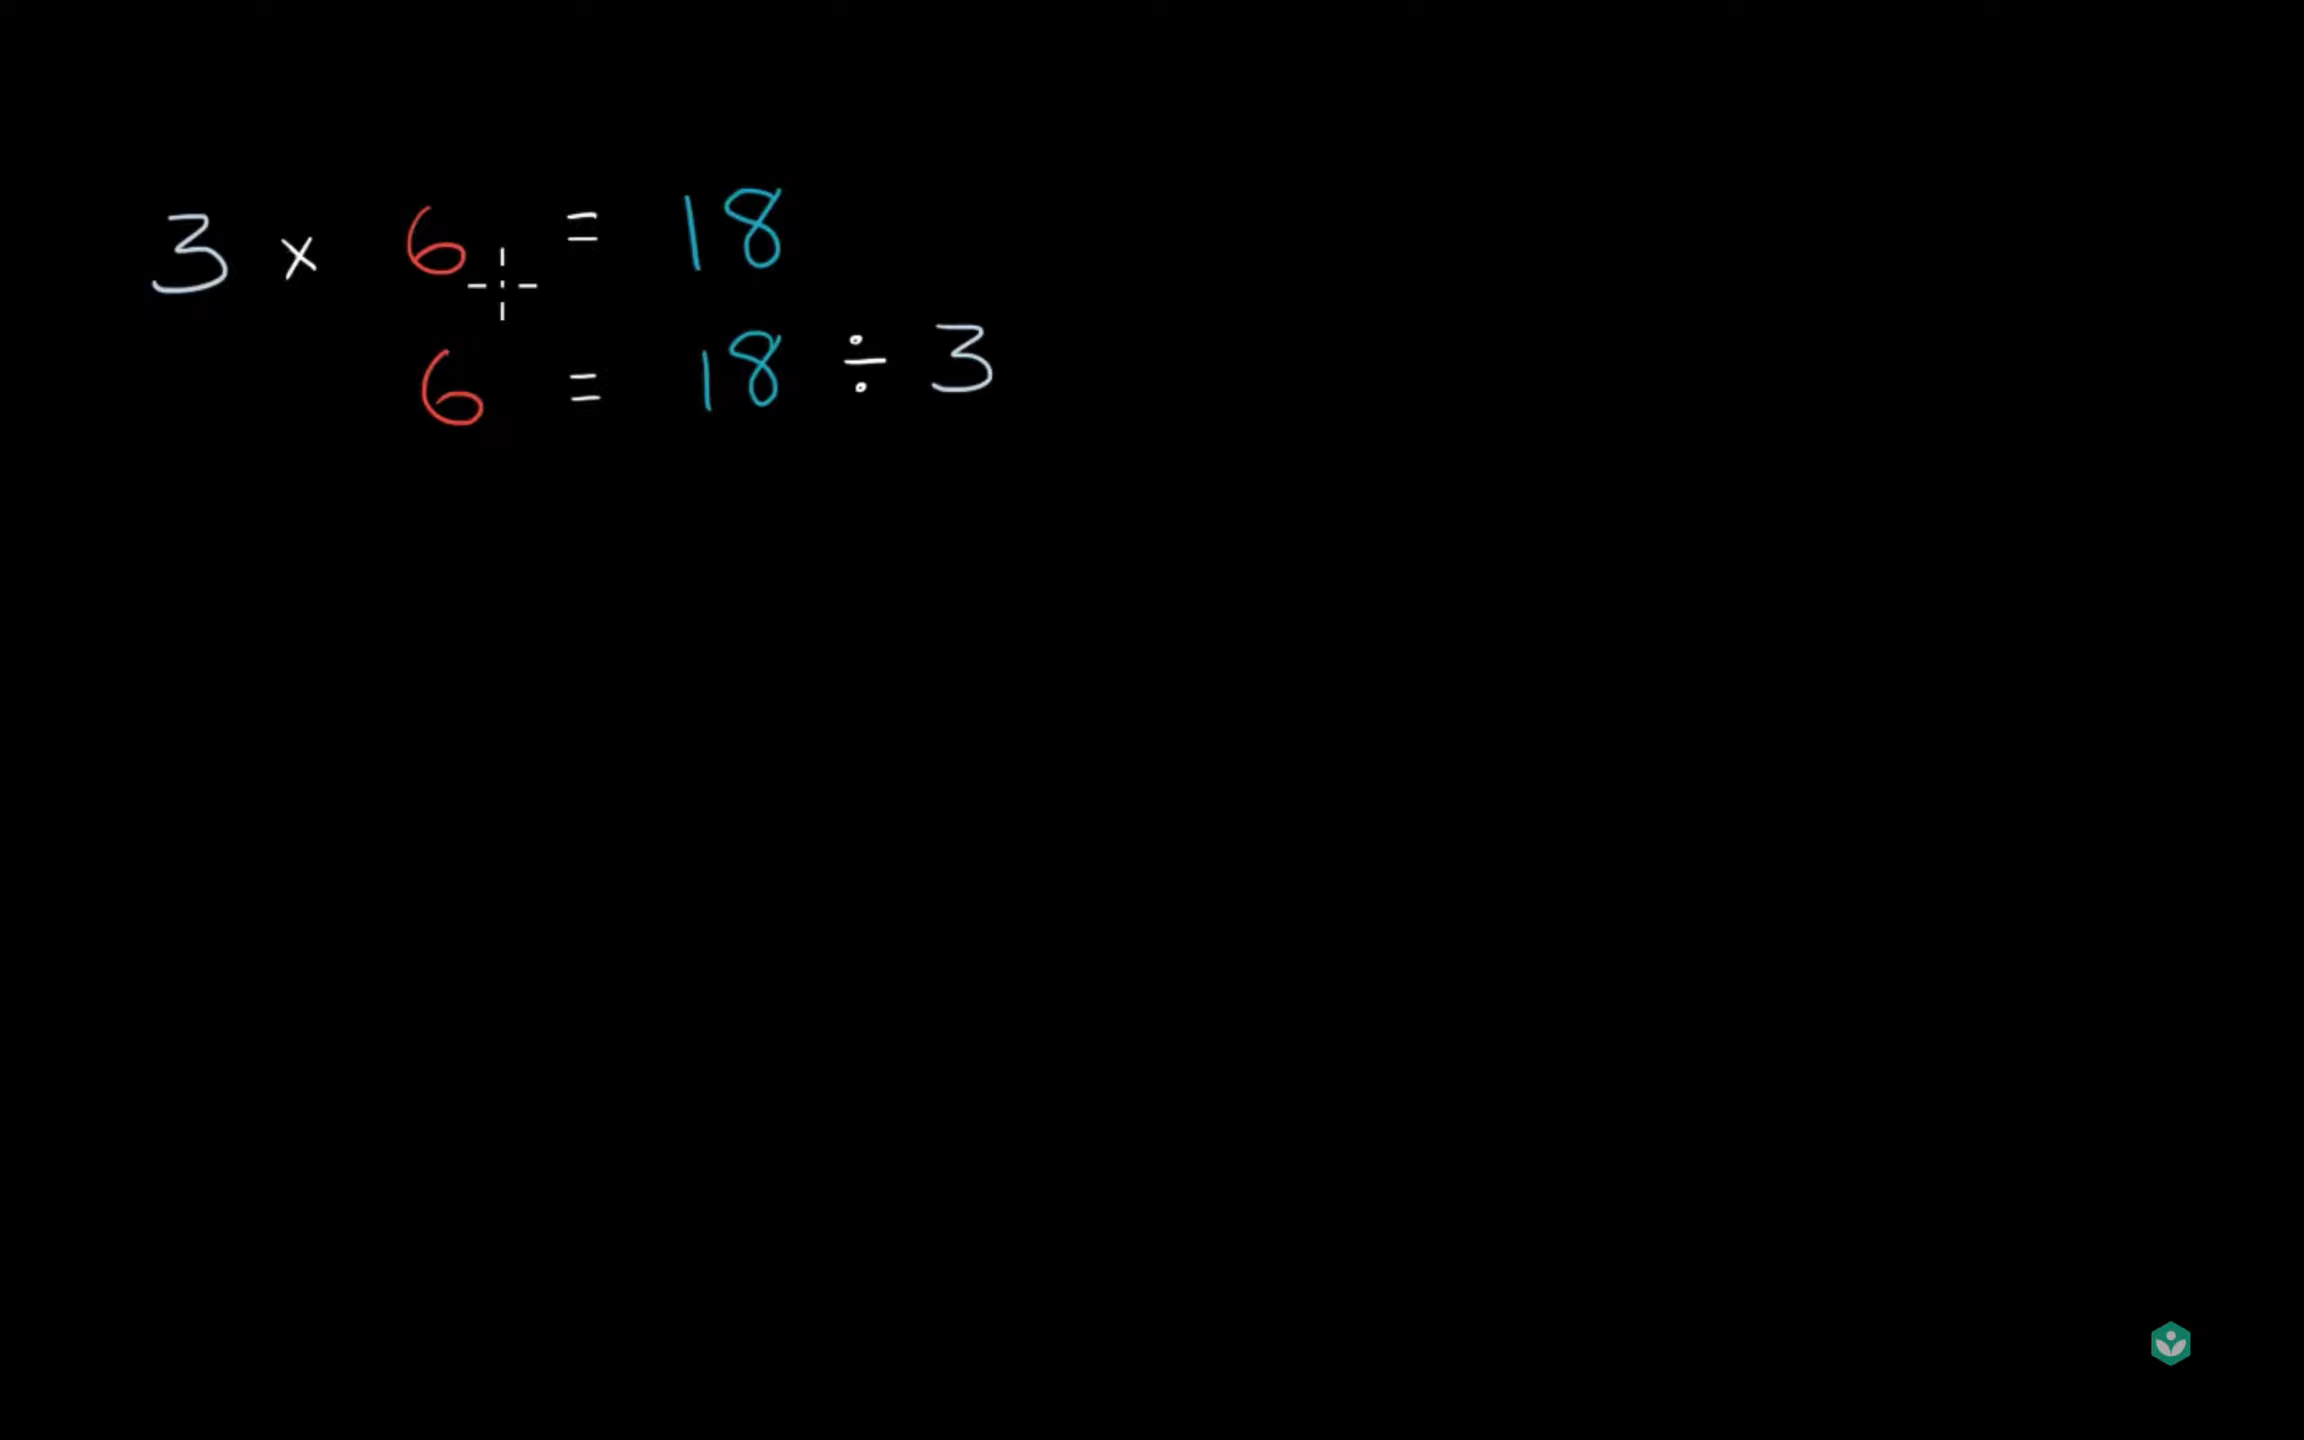 3 × 6 = 18
6 = 18 ÷ 3